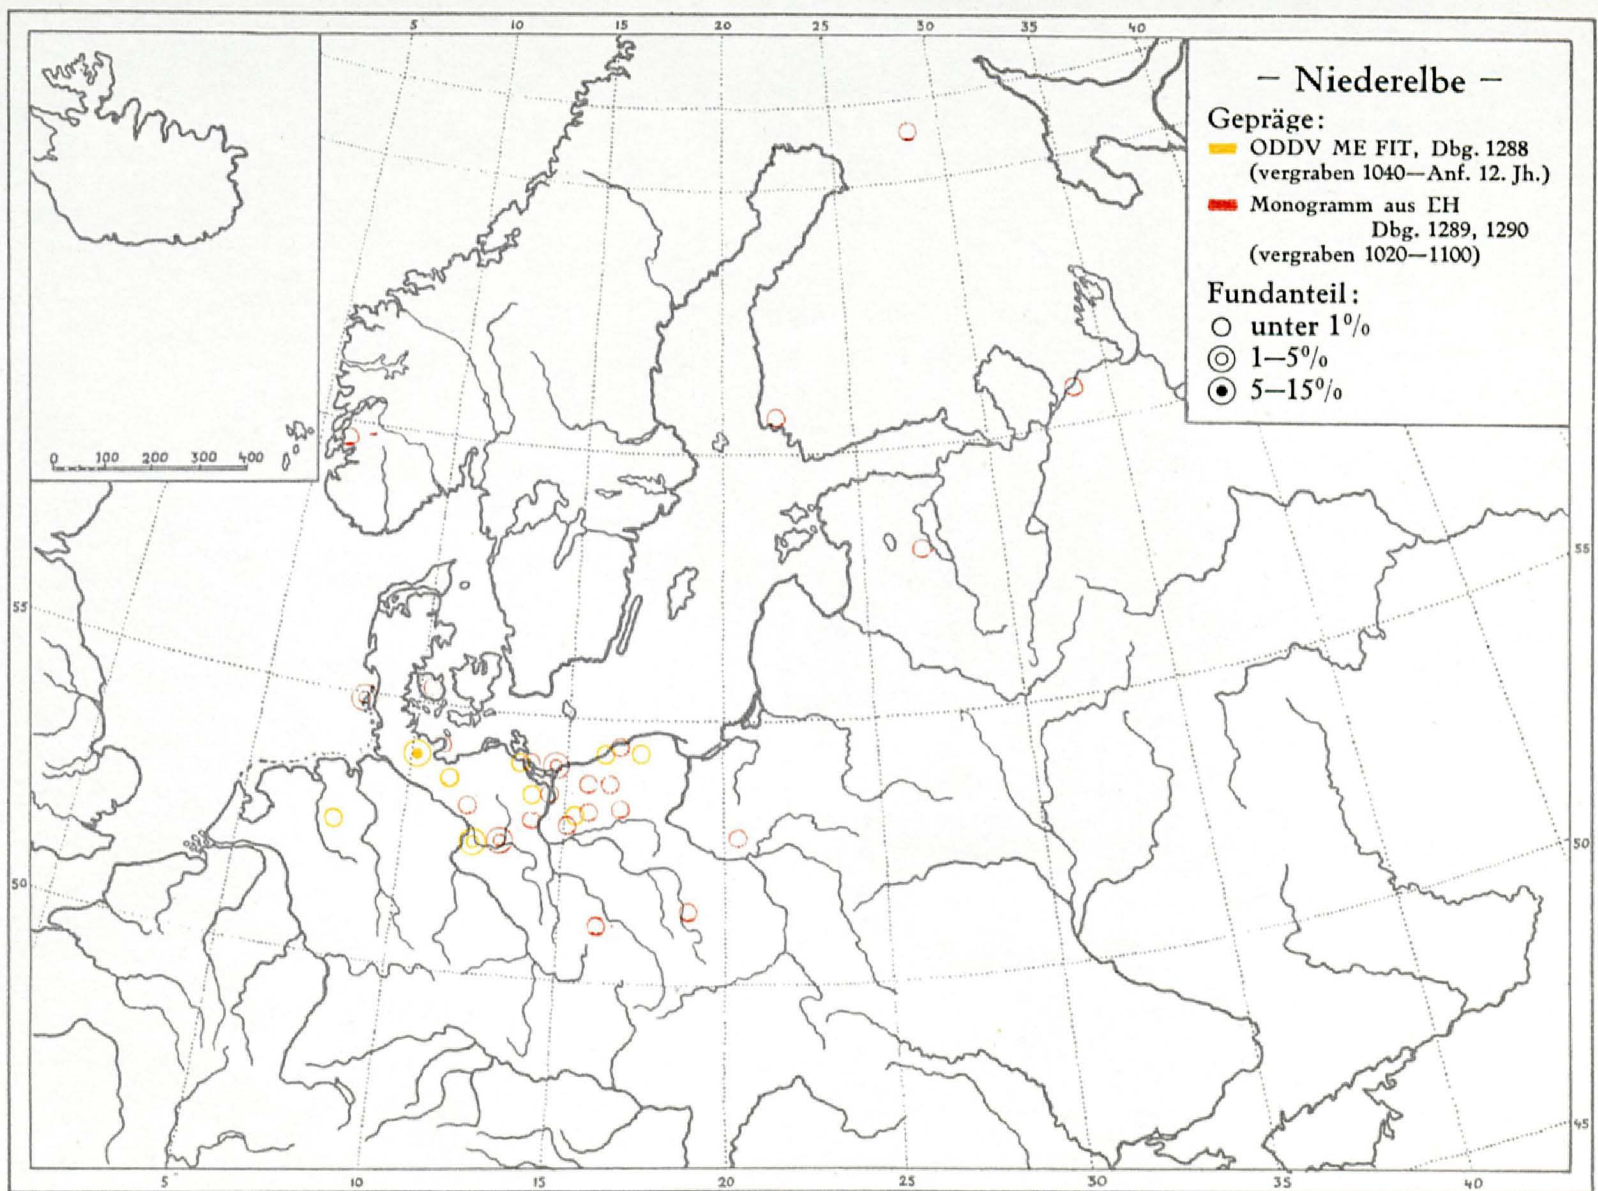 5 10 15 20 25 30 35 40
— Niederelbe —
Gepräge:
ODDV ME FIT, Dbg. 1288
(vergraben 1040—Anf. 12. Jh.)
Monogramm aus
Dbg. 1289, 1290
(vergraben 1020—1100)
Fundanteil:
unter 1%
1—5%
5—15%
0 100 200 300 400
55 55
50 50
45
5 10 15 20 25 30 35 40